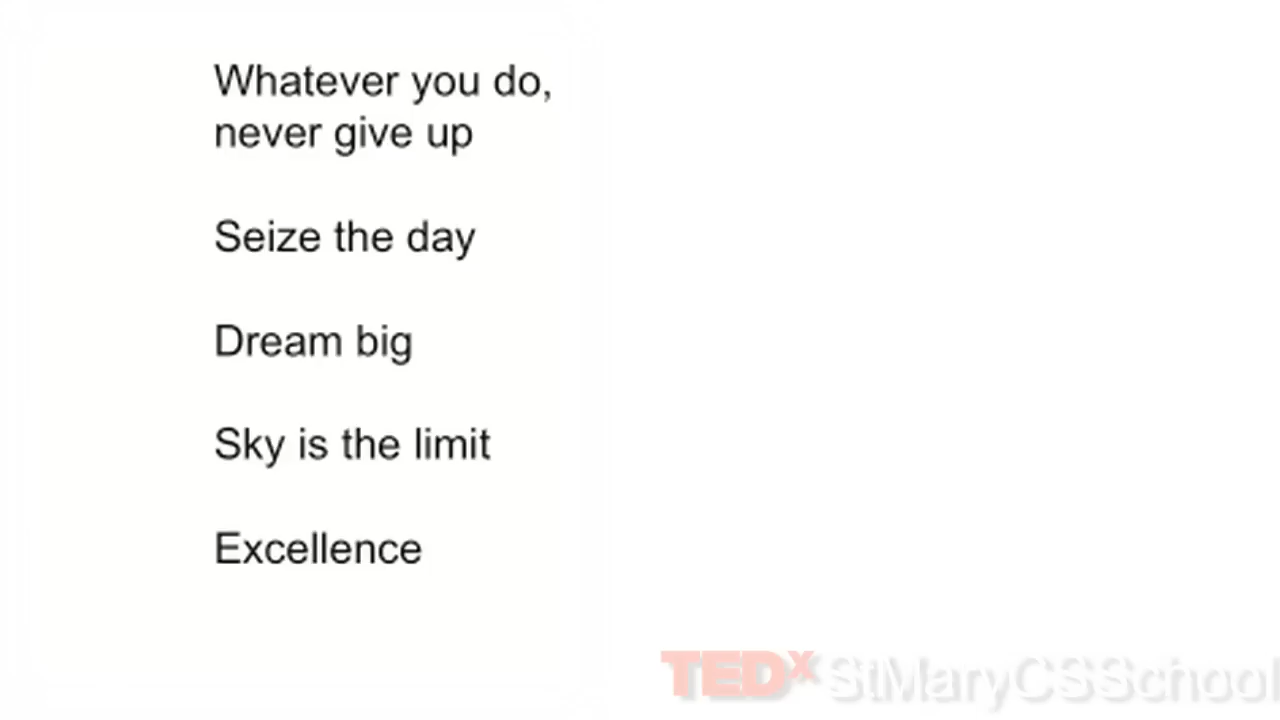 Whatever you do,
never give up
Seize the day
Dream big
Sky is the limit
Excellence
TEDx StMaryCSSchool